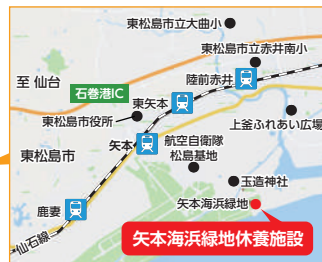 東松島市立大曲小
東松島市立赤井南小
至 仙台
石巻港IC
陸前赤井
東矢本
東松島市役所
上釜ふれあい広場
矢本
航空自衛隊
松島基地
東松島市
玉造神社
鹿妻
矢本海浜緑地
仙石線
矢本海浜緑地休養施設